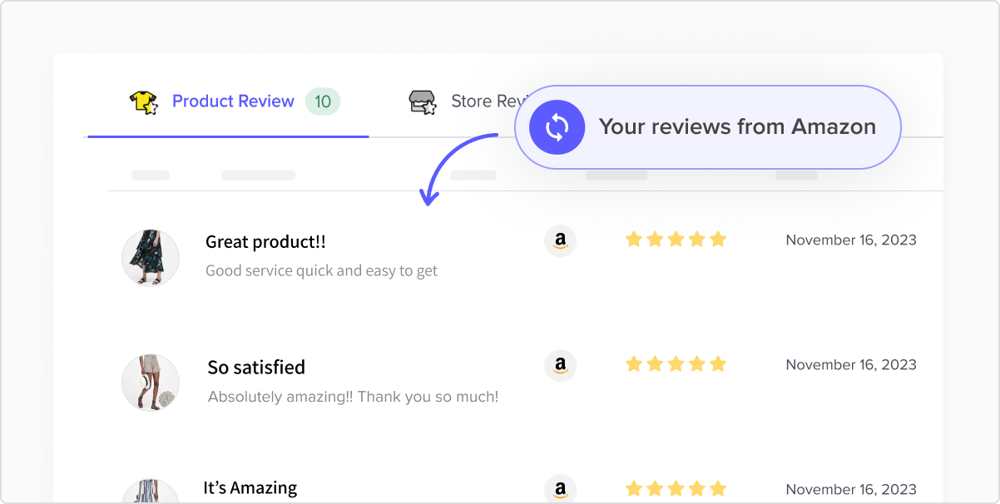 Product Review 10
Store Revi
Your reviews from Amazon
Great product!!
Good service quick and easy to get
a
November 16, 2023
So satisfied
Absolutely amazing!! Thank you so much!
a
November 16, 2023
It’s Amazing
a
November 16, 2023